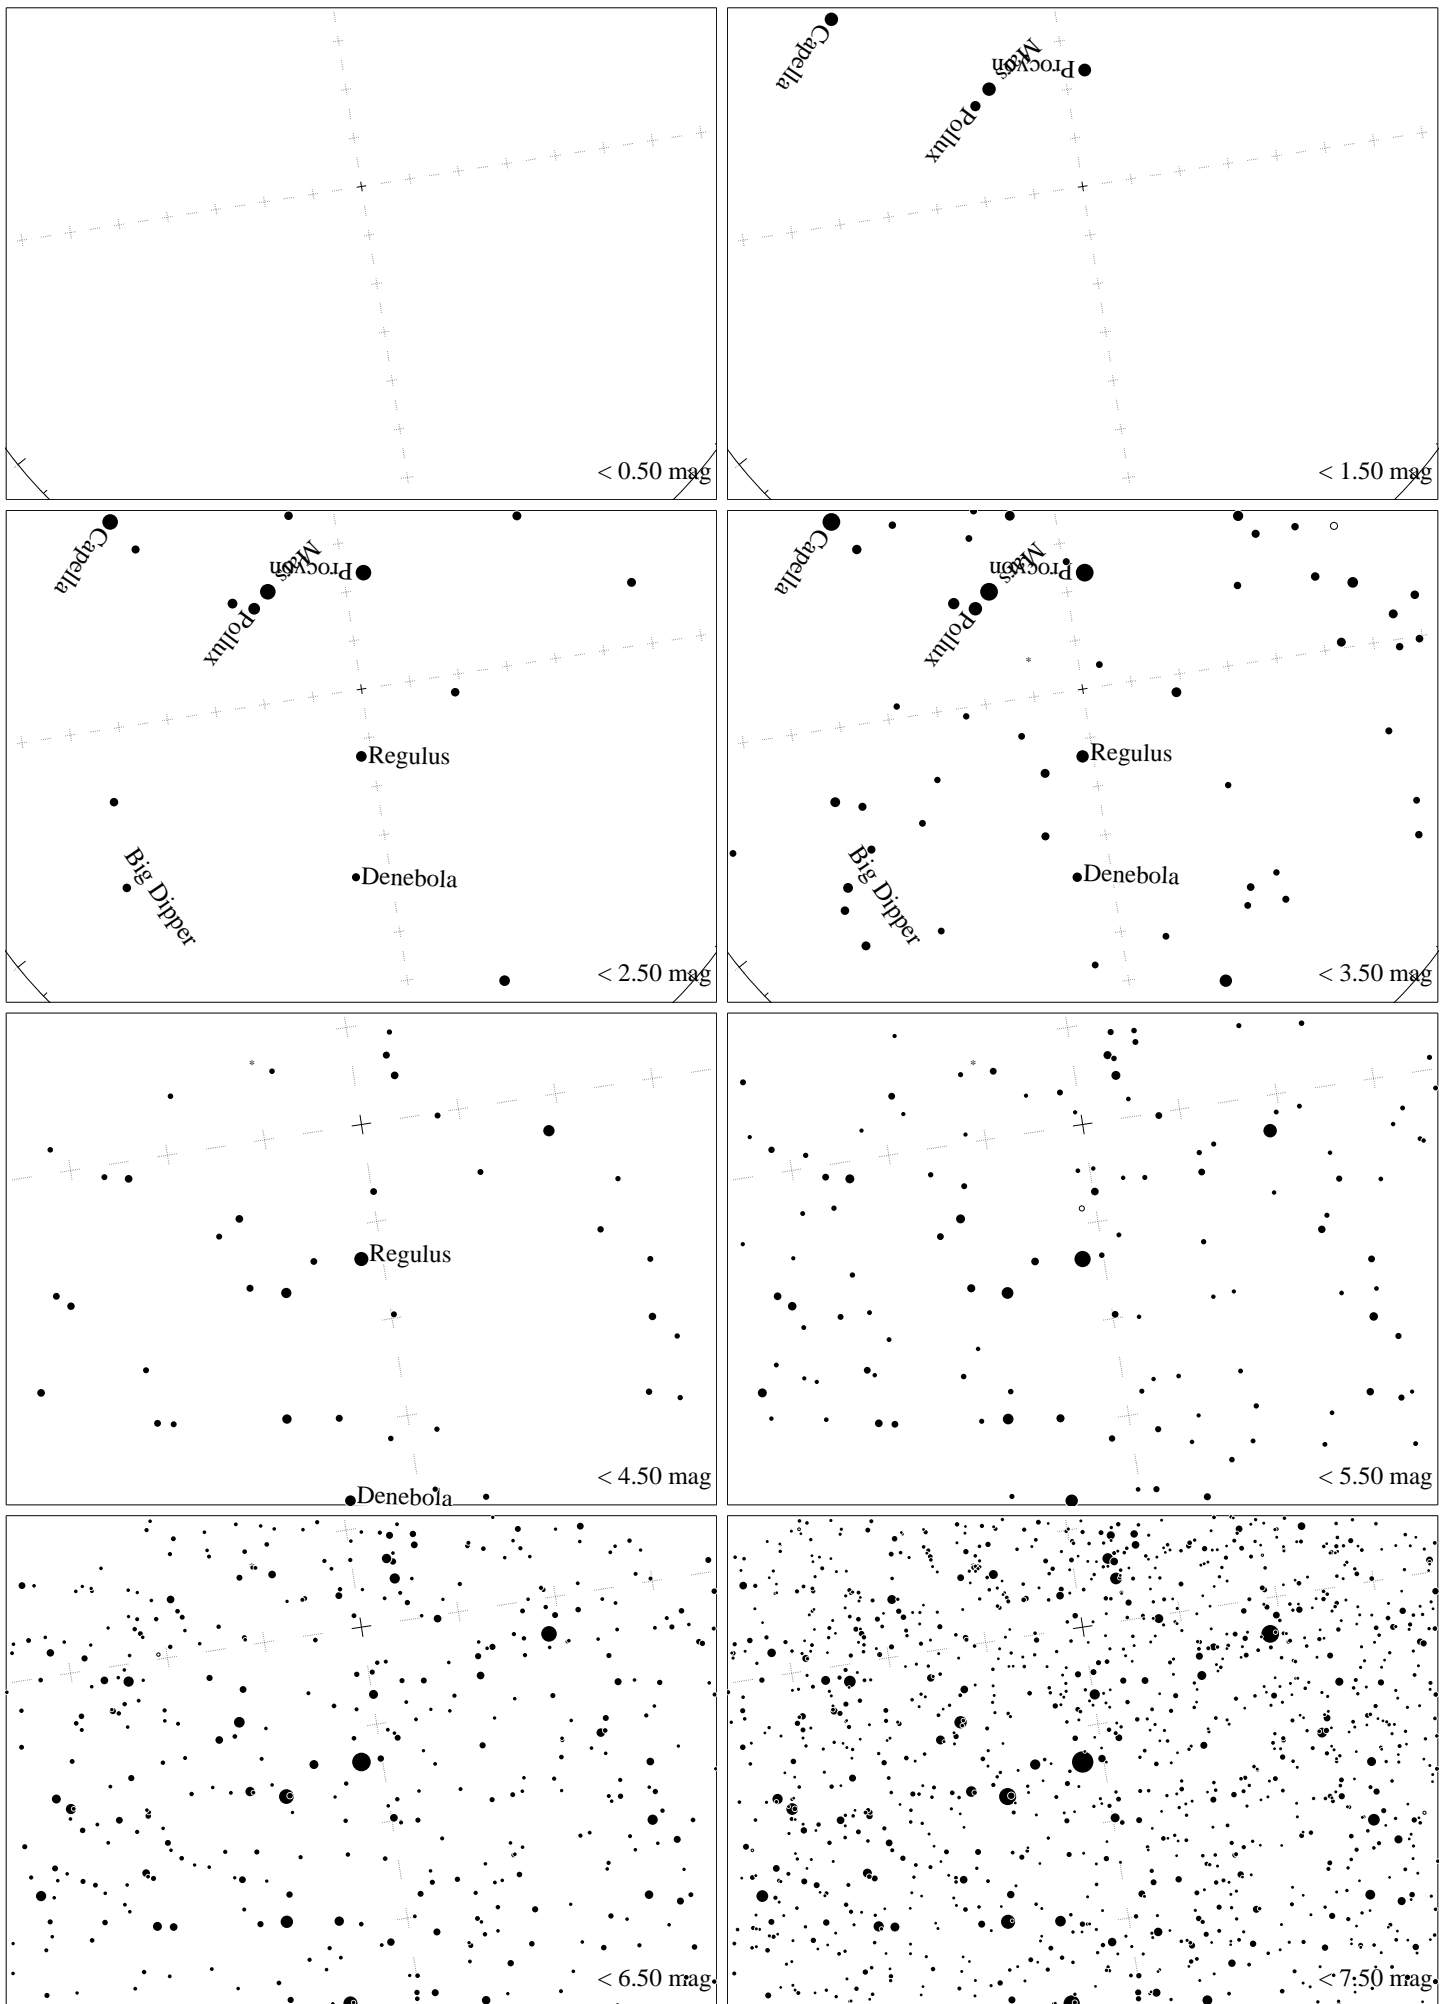 < 0.50 mag
Capella
Mars
Procyon
Pollux
< 1.50 mag
Capella
Mars
Procyon
Pollux
Regulus
Big Dipper
Denebola
< 2.50 mag
Capella
Mars
Procyon
Pollux
Regulus
Big Dipper
Denebola
< 3.50 mag
Regulus
Denebola
< 4.50 mag
< 5.50 mag
< 6.50 mag
< 7.50 mag